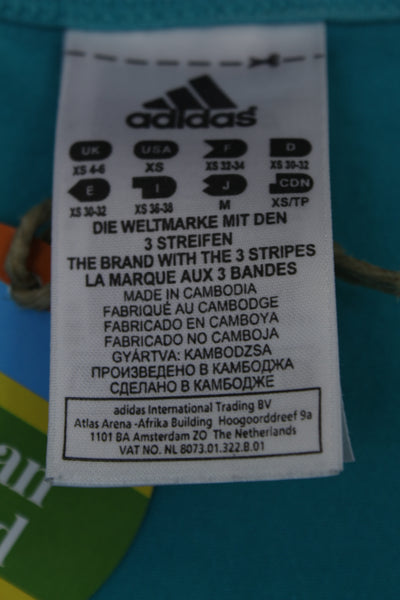 adidas
UK USA F D
XS 4-6 XS XS 32-34 XS 30-32
E I J CDN
XS 30-32 XS 36-38 M XS/TP
DIE WELTMARKE MIT DEN
3 STREIFEN
THE BRAND WITH THE 3 STRIPES
LA MARQUE AUX 3 BANDES
MADE IN CAMBODIA
FABRIQUÉ AU CAMBODGE
FABRICADO EN CAMBOYA
FABRICADO NO CAMBOJA
GYÁRTVA: KAMBODZSA
ПРОИЗВЕДЕНО В КАМБОДЖА
СДЕЛАНО В КАМБОДЖЕ
adidas International Trading BV
Atlas Arena -Afrika Building Hoogoorddreef 9a
1101 BA Amsterdam ZO The Netherlands
VAT NO. NL 8073.01.322.B.01
an
d